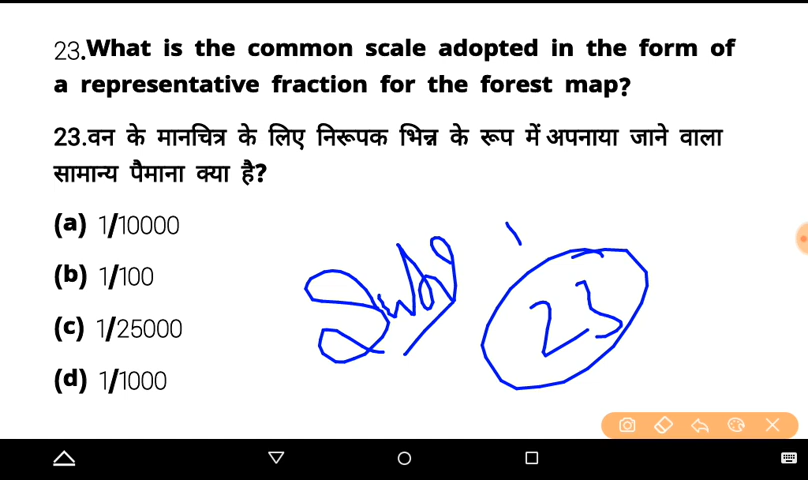 23.What is the common scale adopted in the form of
a representative fraction for the forest map?
23.वन के मानचित्र के लिए निरूपक भिन्न के रूप में अपनाया जाने वाला
सामान्य पैमाना क्या है?
(a) 1/10000
(b) 1/100
(c) 1/25000
(d) 1/1000
23